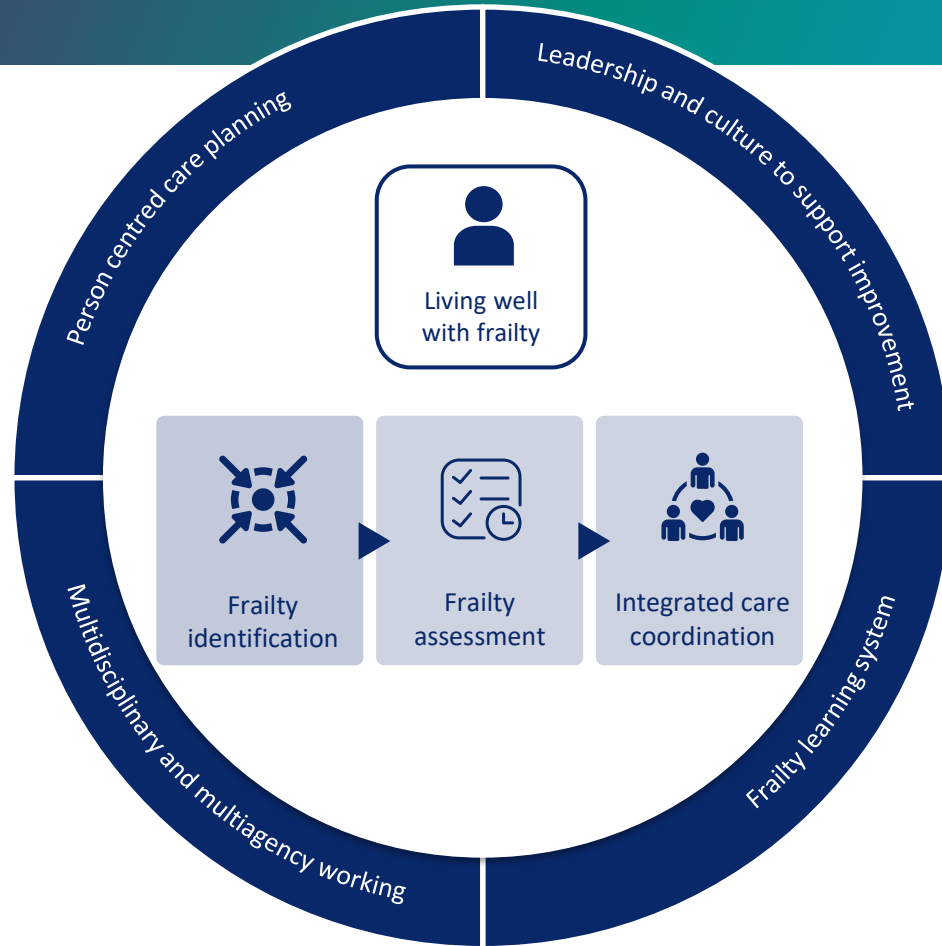 Person centred care planning
Leadership and culture to support improvement
Living well
with frailty
Frailty
identification
Frailty
assessment
Integrated care
coordination
Multidisciplinary and multiagency working
Frailty learning system